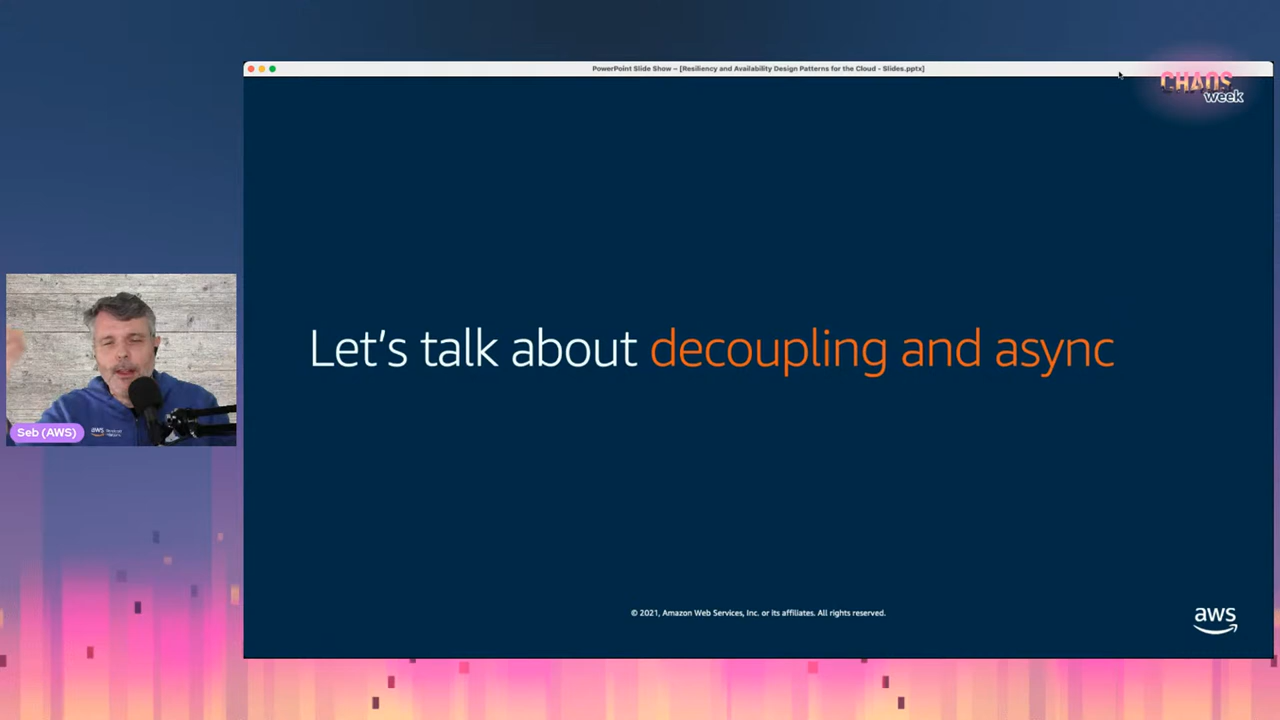 PowerPoint Slide Show – [Resiliency and Availability Design Patterns for the Cloud - Slides.pptx]
CHAOS
week
Let's talk about decoupling and async
aws
Seb (AWS)
© 2021, Amazon Web Services, Inc. or its affiliates. All rights reserved.
aws